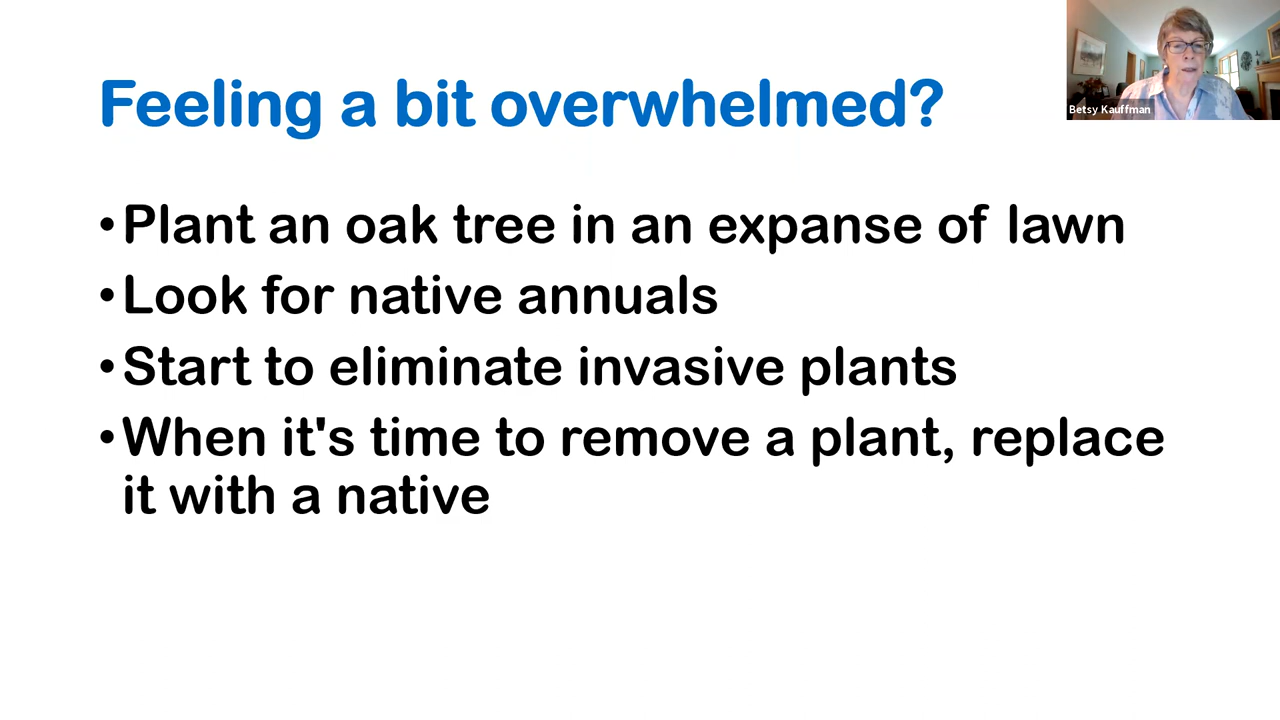 Feeling a bit overwhelmed?
Betsy Kauffman
•Plant an oak tree in an expanse of lawn
•Look for native annuals
•Start to eliminate invasive plants
•When it's time to remove a plant, replace
it with a native